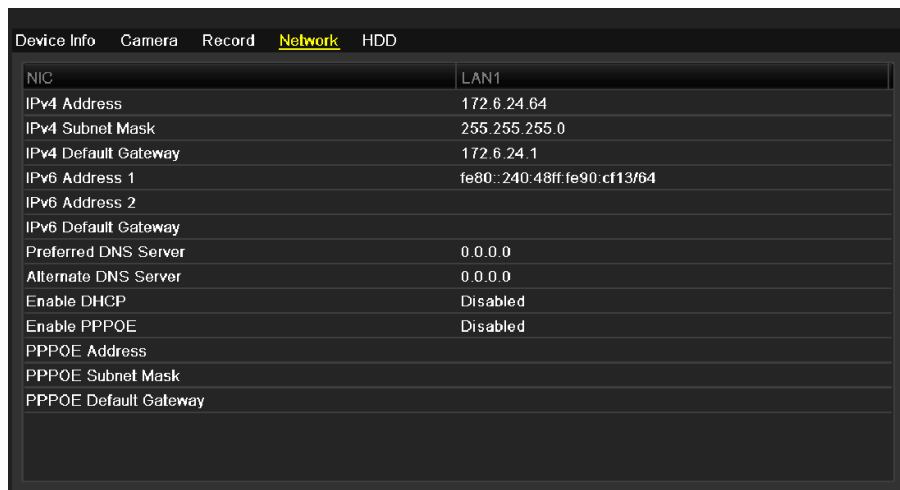 Device Info Camera Record Network HDD
NIC LAN1
IPv4 Address 172.6.24.64
IPv4 Subnet Mask 255.255.255.0
IPv4 Default Gateway 172.6.24.1
IPv6 Address 1 fe80::240:48ff:fe90:cf13/64
IPv6 Address 2
IPv6 Default Gateway
Preferred DNS Server 0.0.0.0
Alternate DNS Server 0.0.0.0
Enable DHCP Disabled
Enable PPPOE Disabled
PPPOE Address
PPPOE Subnet Mask
PPPOE Default Gateway